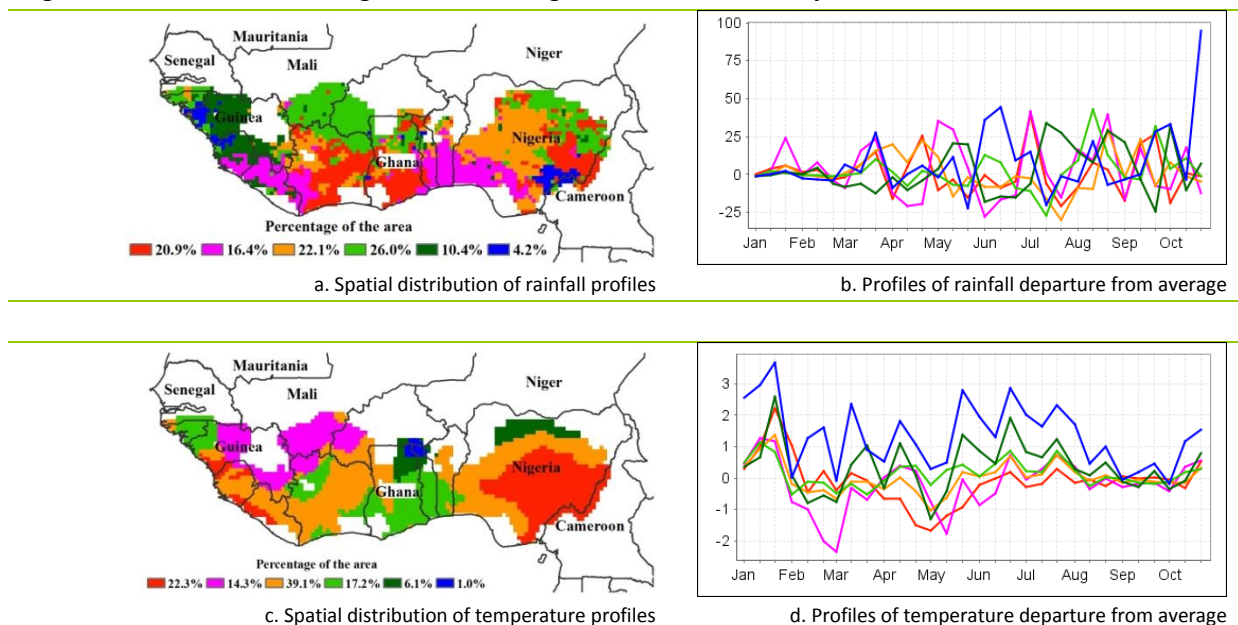 Mauritania
Senegal
Mali
Niger
Guinea
Nigeria
Ghana
Cameroon
Percentage of the area
20.9% 16.4% 22.1% 26.0% 10.4% 4.2%
a. Spatial distribution of rainfall profiles
100
75
50
25
0
-25
Jan Feb Mar Apr May Jun Jul Aug Sep Oct
b. Profiles of rainfall departure from average
Mauritania
Senegal
Mali
Niger
Guinea
Nigeria
Ghana
Cameroon
Percentage of the area
22.3% 14.3% 39.1% 17.2% 6.1% 1.0%
c. Spatial distribution of temperature profiles
3
2
1
0
-1
-2
Jan Feb Mar Apr May Jun Jul Aug Sep Oct
d. Profiles of temperature departure from average